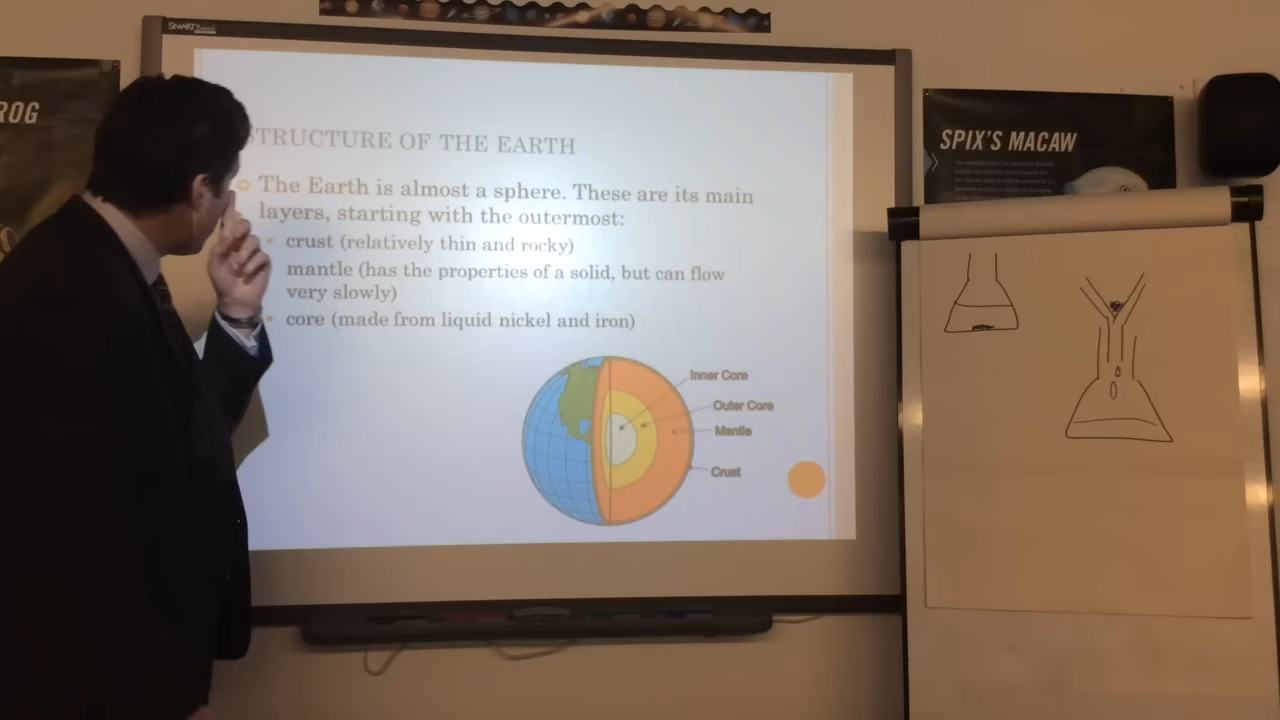 SMART
ROG
STRUCTURE OF THE EARTH
The Earth is almost a sphere. These are its main
layers, starting with the outermost:
crust (relatively thin and rocky)
mantle (has the properties of a solid, but can flow
very slowly)
core (made from liquid nickel and iron)
Inner Core
Outer Core
Mantle
Crust
SPIX'S MACAW